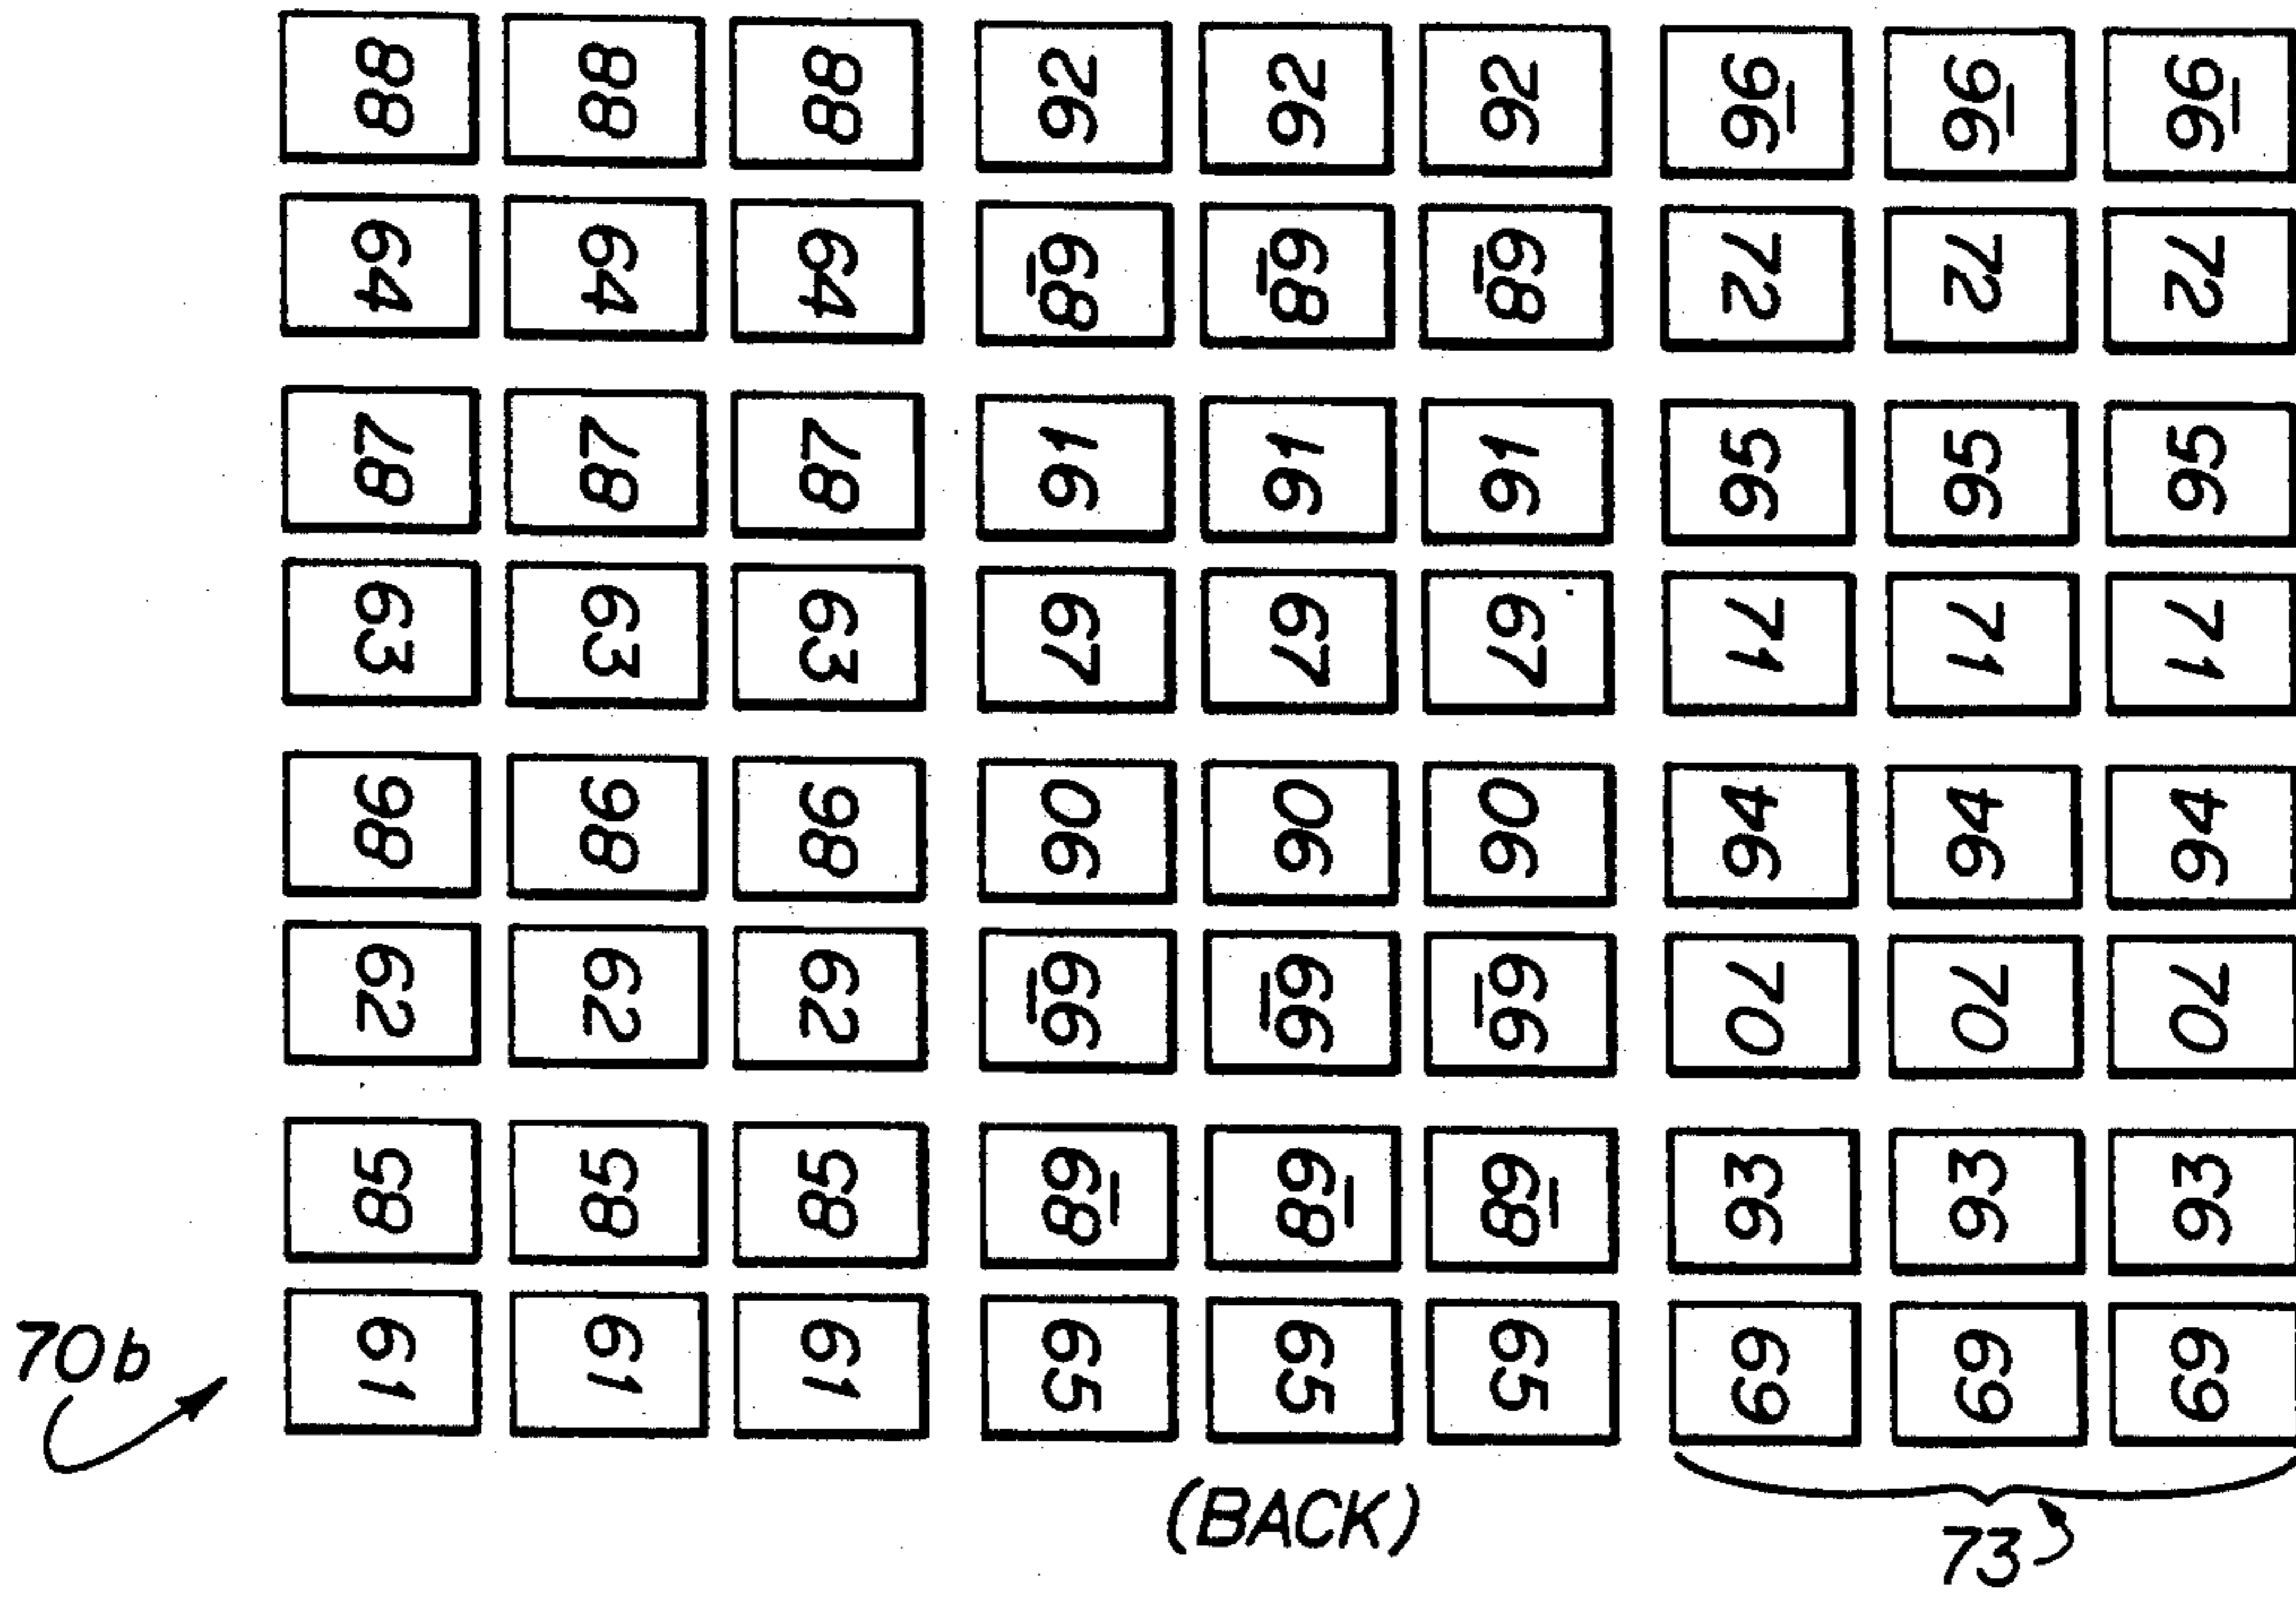 88 88 88 92 92 92 96 96 96
64 64 64 68 68 68 72 72 72
87 87 87 91 91 91 95 95 95
63 63 63 67 67 67 71 71 71
86 86 86 90 90 90 94 94 94
62 62 62 66 66 66 70 70 70
85 85 85 89 89 89 93 93 93
61 61 61 65 65 65 69 69 69
70b
(BACK)
73